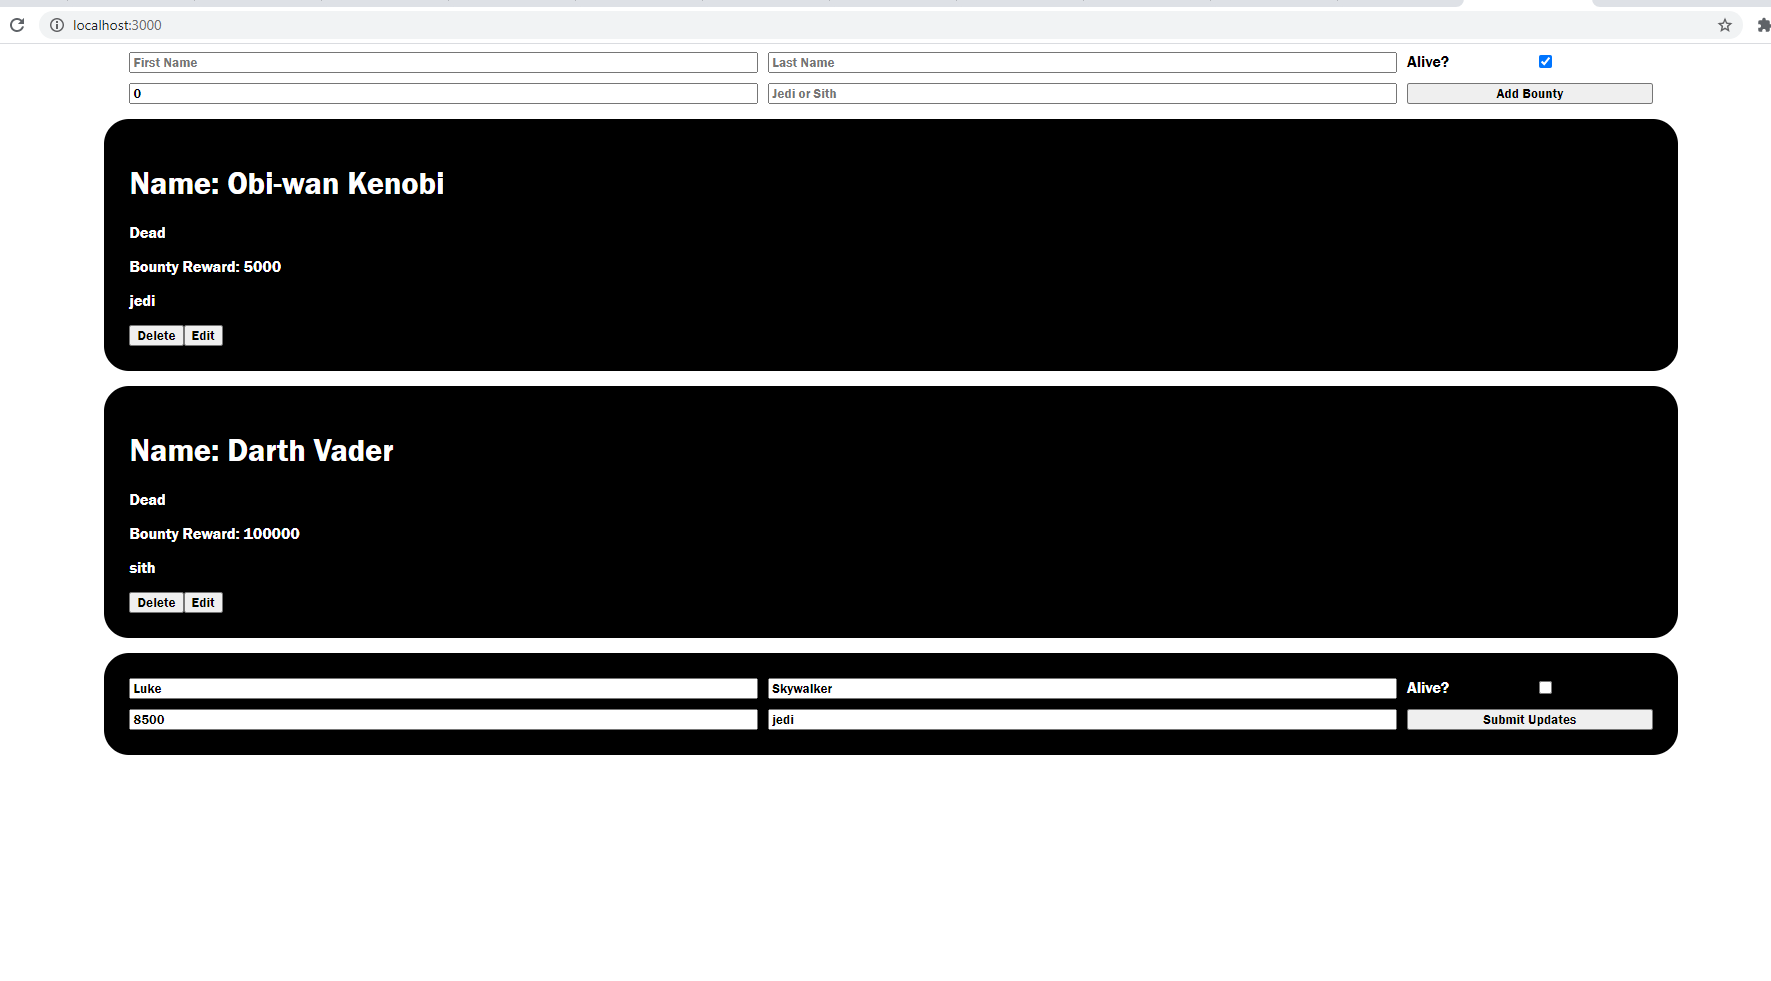 localhost:3000
First Name Last Name Alive?
0 Jedi or Sith Add Bounty
Name: Obi-wan Kenobi
Dead
Bounty Reward: 5000
jedi
Delete Edit
Name: Darth Vader
Dead
Bounty Reward: 100000
sith
Delete Edit
Luke Skywalker Alive?
8500 jedi Submit Updates